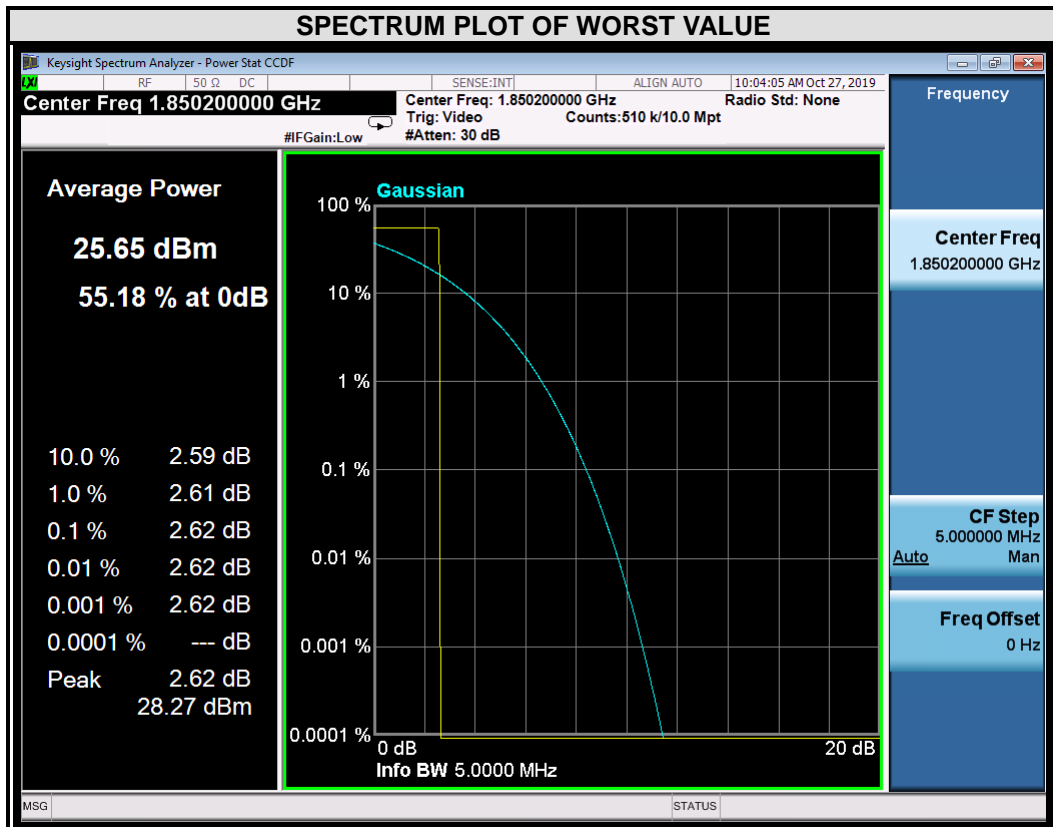 SPECTRUM PLOT OF WORST VALUE
Keysight Spectrum Analyzer - Power Stat CCDF
LXI RF 50 Ω DC SENSE:INT ALIGN AUTO 10:04:05 AM Oct 27, 2019
Center Freq 1.850200000 GHz
Center Freq: 1.850200000 GHz Radio Std: None
Trig: Video Counts:510 k/10.0 Mpt
#IFGain:Low #Atten: 30 dB
Average Power
25.65 dBm
55.18 % at 0dB
10.0 % 2.59 dB
1.0 % 2.61 dB
0.1 % 2.62 dB
0.01 % 2.62 dB
0.001 % 2.62 dB
0.0001 % --- dB
Peak 2.62 dB
28.27 dBm
Gaussian
100 %
10 %
1 %
0.1 %
0.01 %
0.001 %
0.0001 %
0 dB 20 dB
Info BW 5.0000 MHz
Frequency
Center Freq
1.850200000 GHz
CF Step
5.000000 MHz
Auto Man
Freq Offset
0 Hz
MSG STATUS